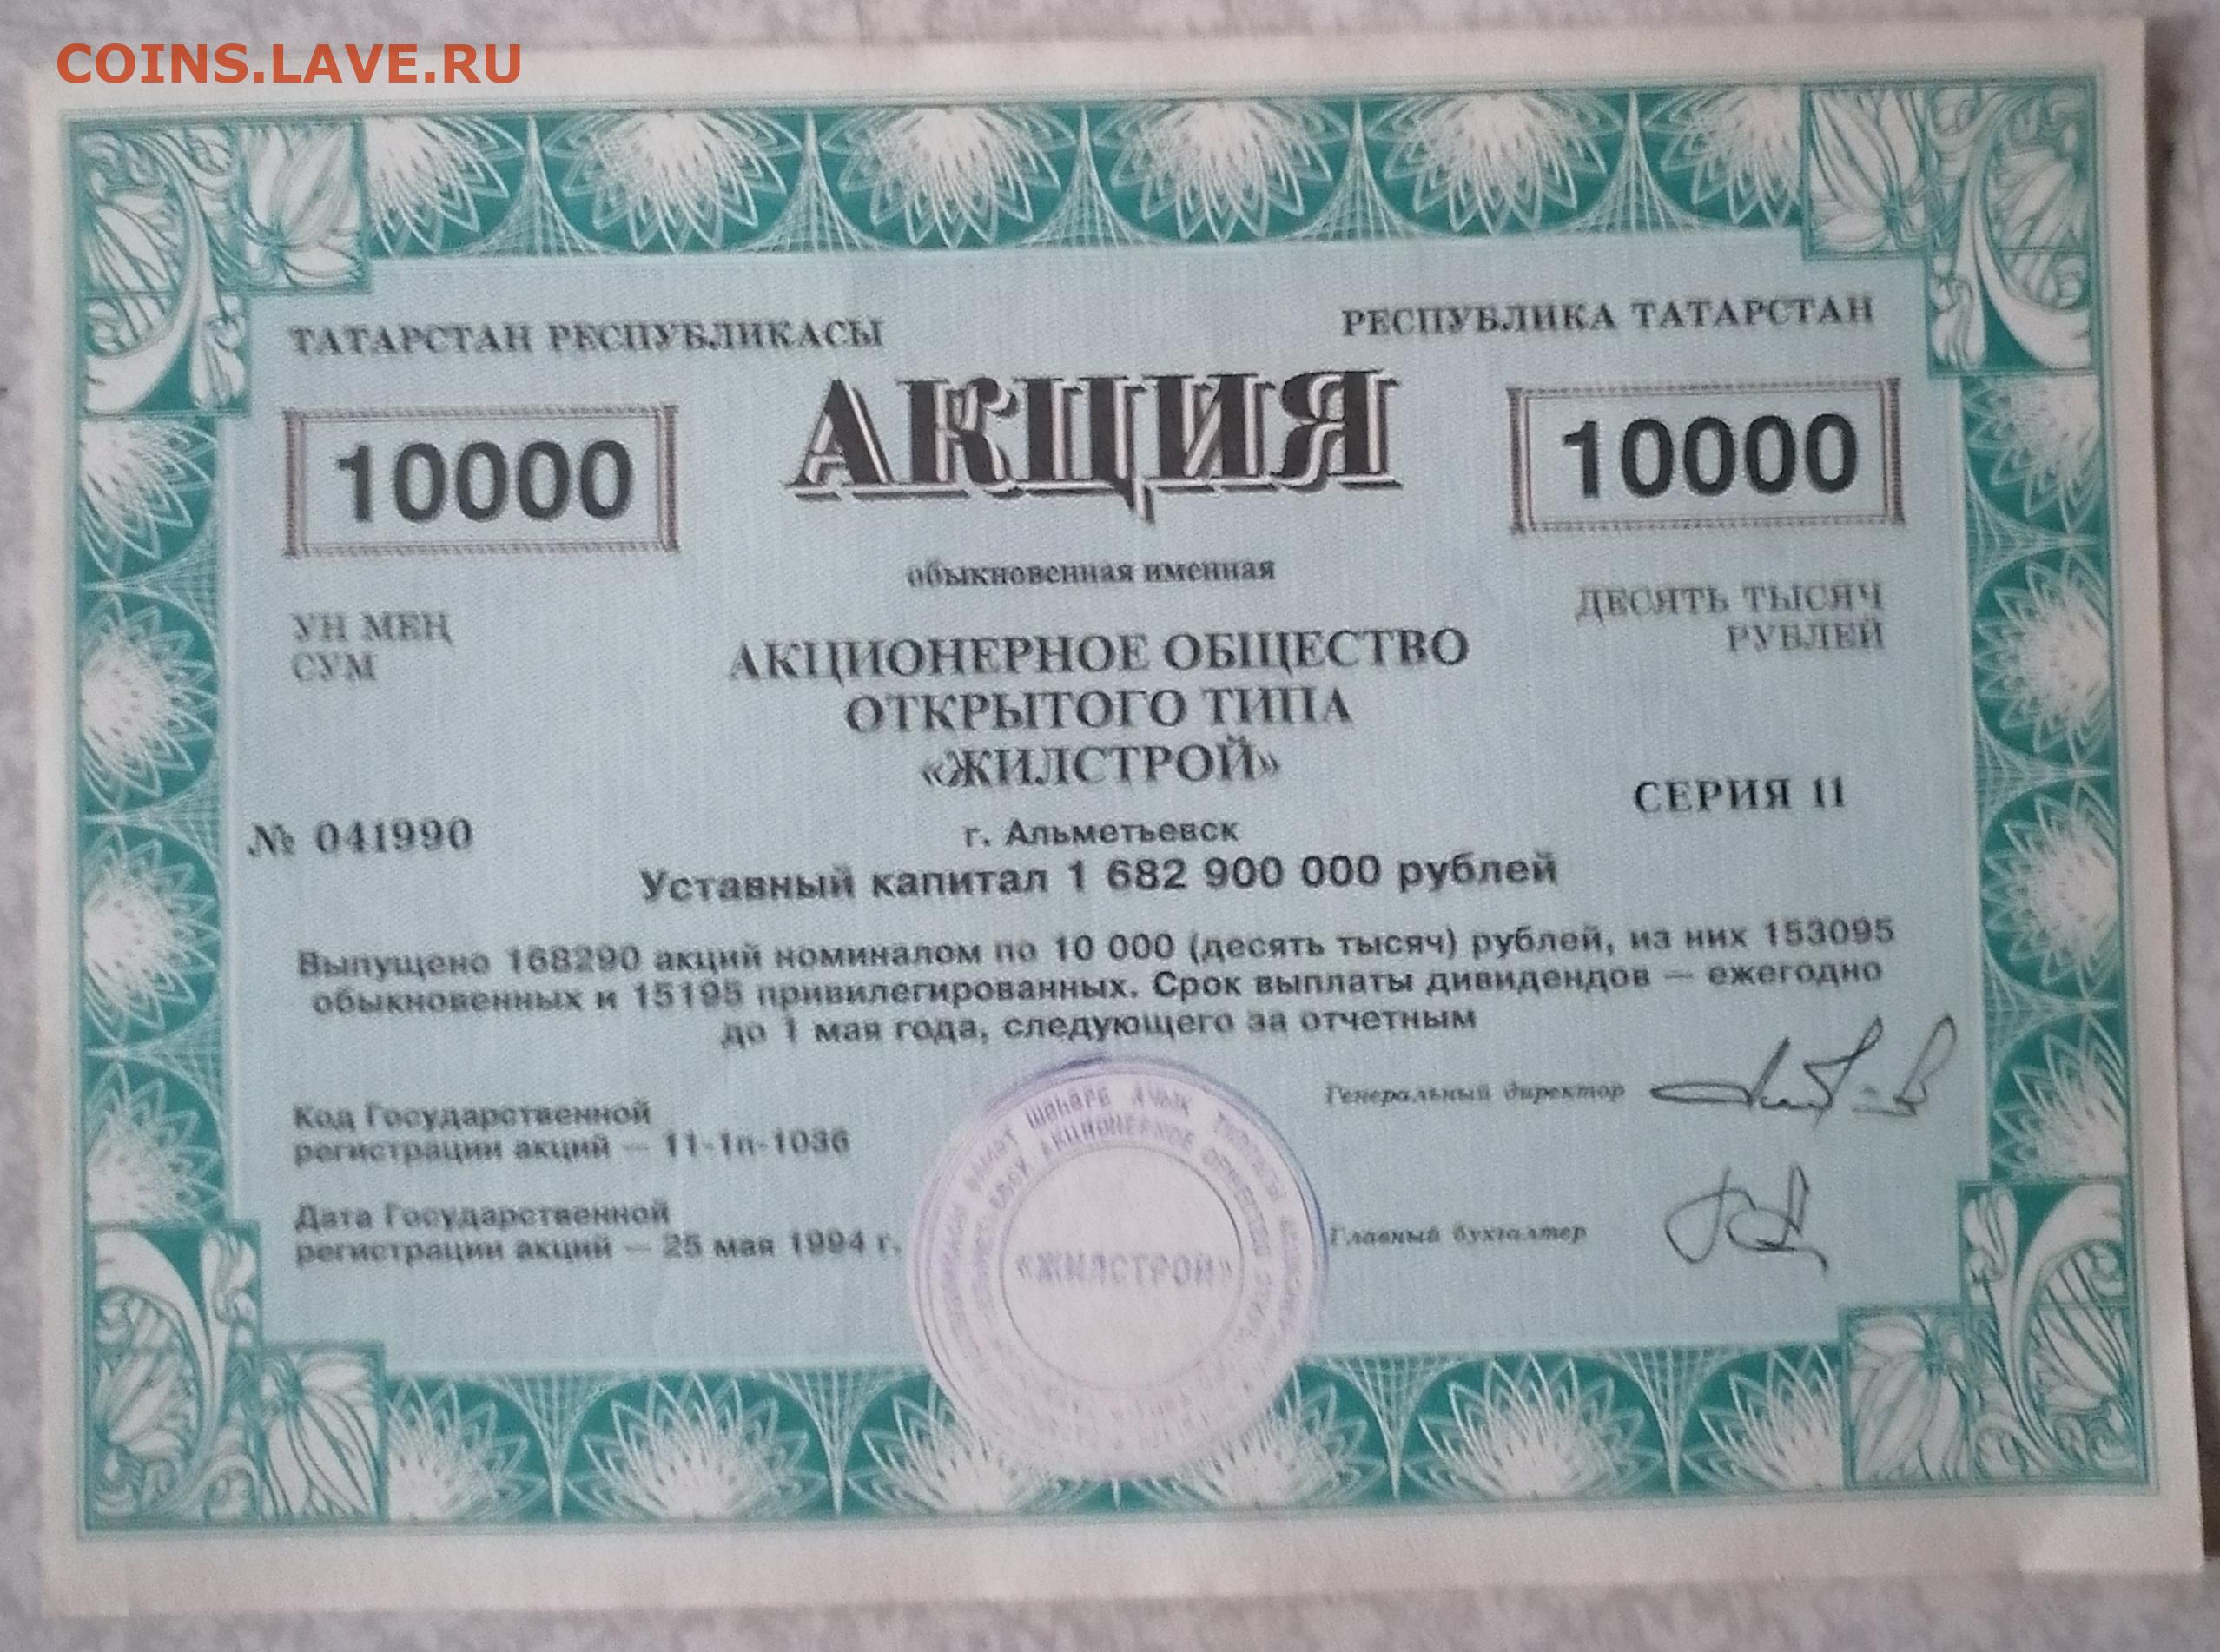 COINS.LAVE.RU
ТАТАРСТАН РЕСПУБЛИКАСЫ
РЕСПУБЛИКА ТАТАРСТАН
АКЦИЯ
10000
10000
обыкновенная именная
УН МЕҢ
СУМ
ДЕСЯТЬ ТЫСЯЧ
РУБЛЕЙ
АКЦИОНЕРНОЕ ОБЩЕСТВО
ОТКРЫТОГО ТИПА
«ЖИЛСТРОЙ»
№ 041990
СЕРИЯ 11
г. Альметьевск
Уставный капитал 1 682 900 000 рублей
Выпущено 168290 акций номиналом по 10 000 (десять тысяч) рублей, из них 153095
обыкновенных и 15195 привилегированных. Срок выплаты дивидендов — ежегодно
до 1 мая года, следующего за отчетным
Код Государственной
регистрации акций — 11-1п-1036
Дата Государственной
регистрации акций — 25 мая 1994 г.
Генеральный директор
Главный бухгалтер
шәһәре ачык
АКЦИОНЕРНОЕ
«ЖИЛСТРОЙ»